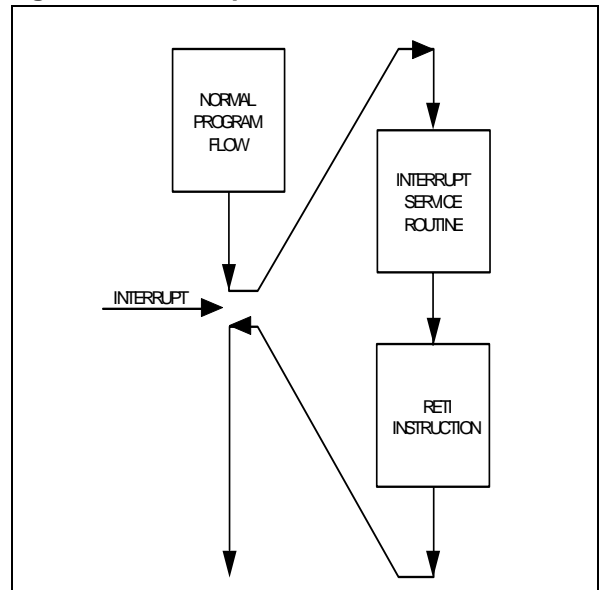 NORMAL
PROGRAM
FLOW
INTERRUPT
SERVICE
ROUTINE
INTERRUPT
RETI
INSTRUCTION